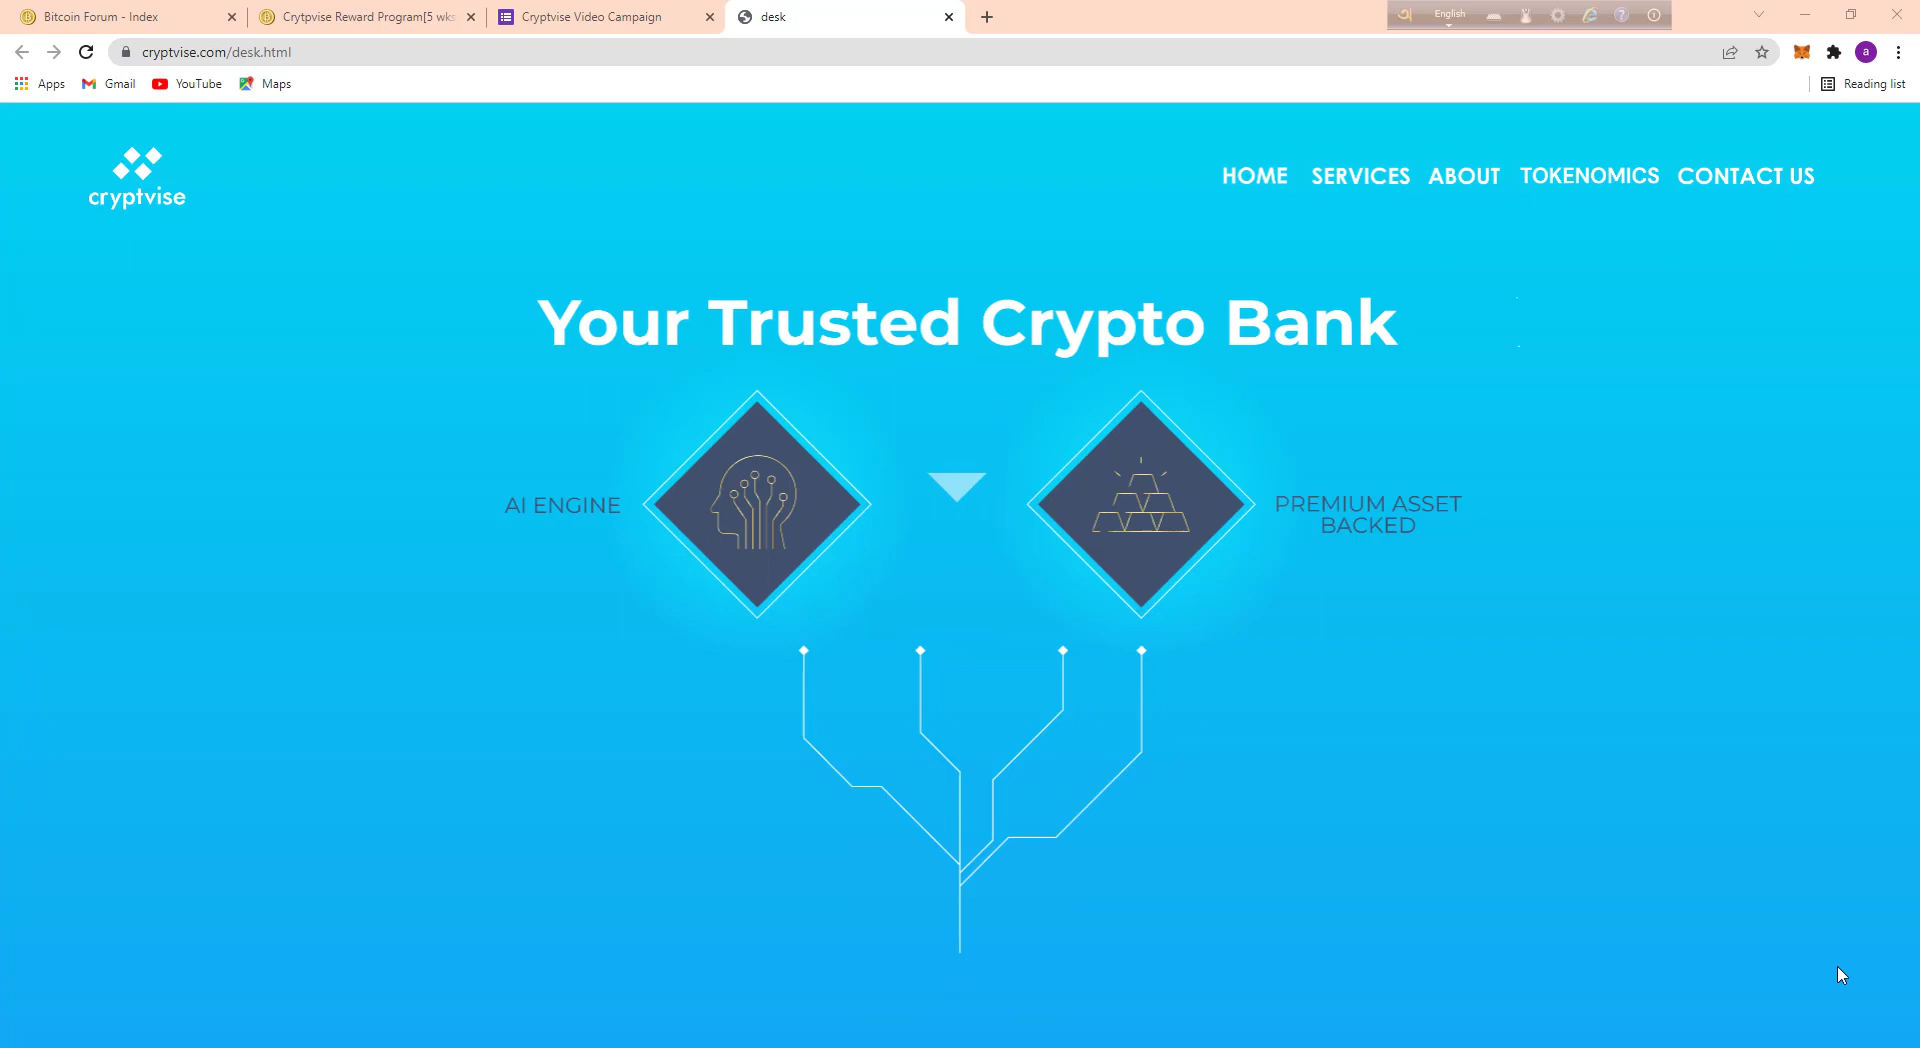 Bitcoin Forum - Index
Crytpvise Reward Program[5 wks
Cryptvise Video Campaign
desk
অ English
cryptvise.com/desk.html
a
Apps
Gmail
YouTube
Maps
Reading list
cryptvise
HOME SERVICES ABOUT TOKENOMICS CONTACT US
Your Trusted Crypto Bank
AI ENGINE
PREMIUM ASSET
BACKED